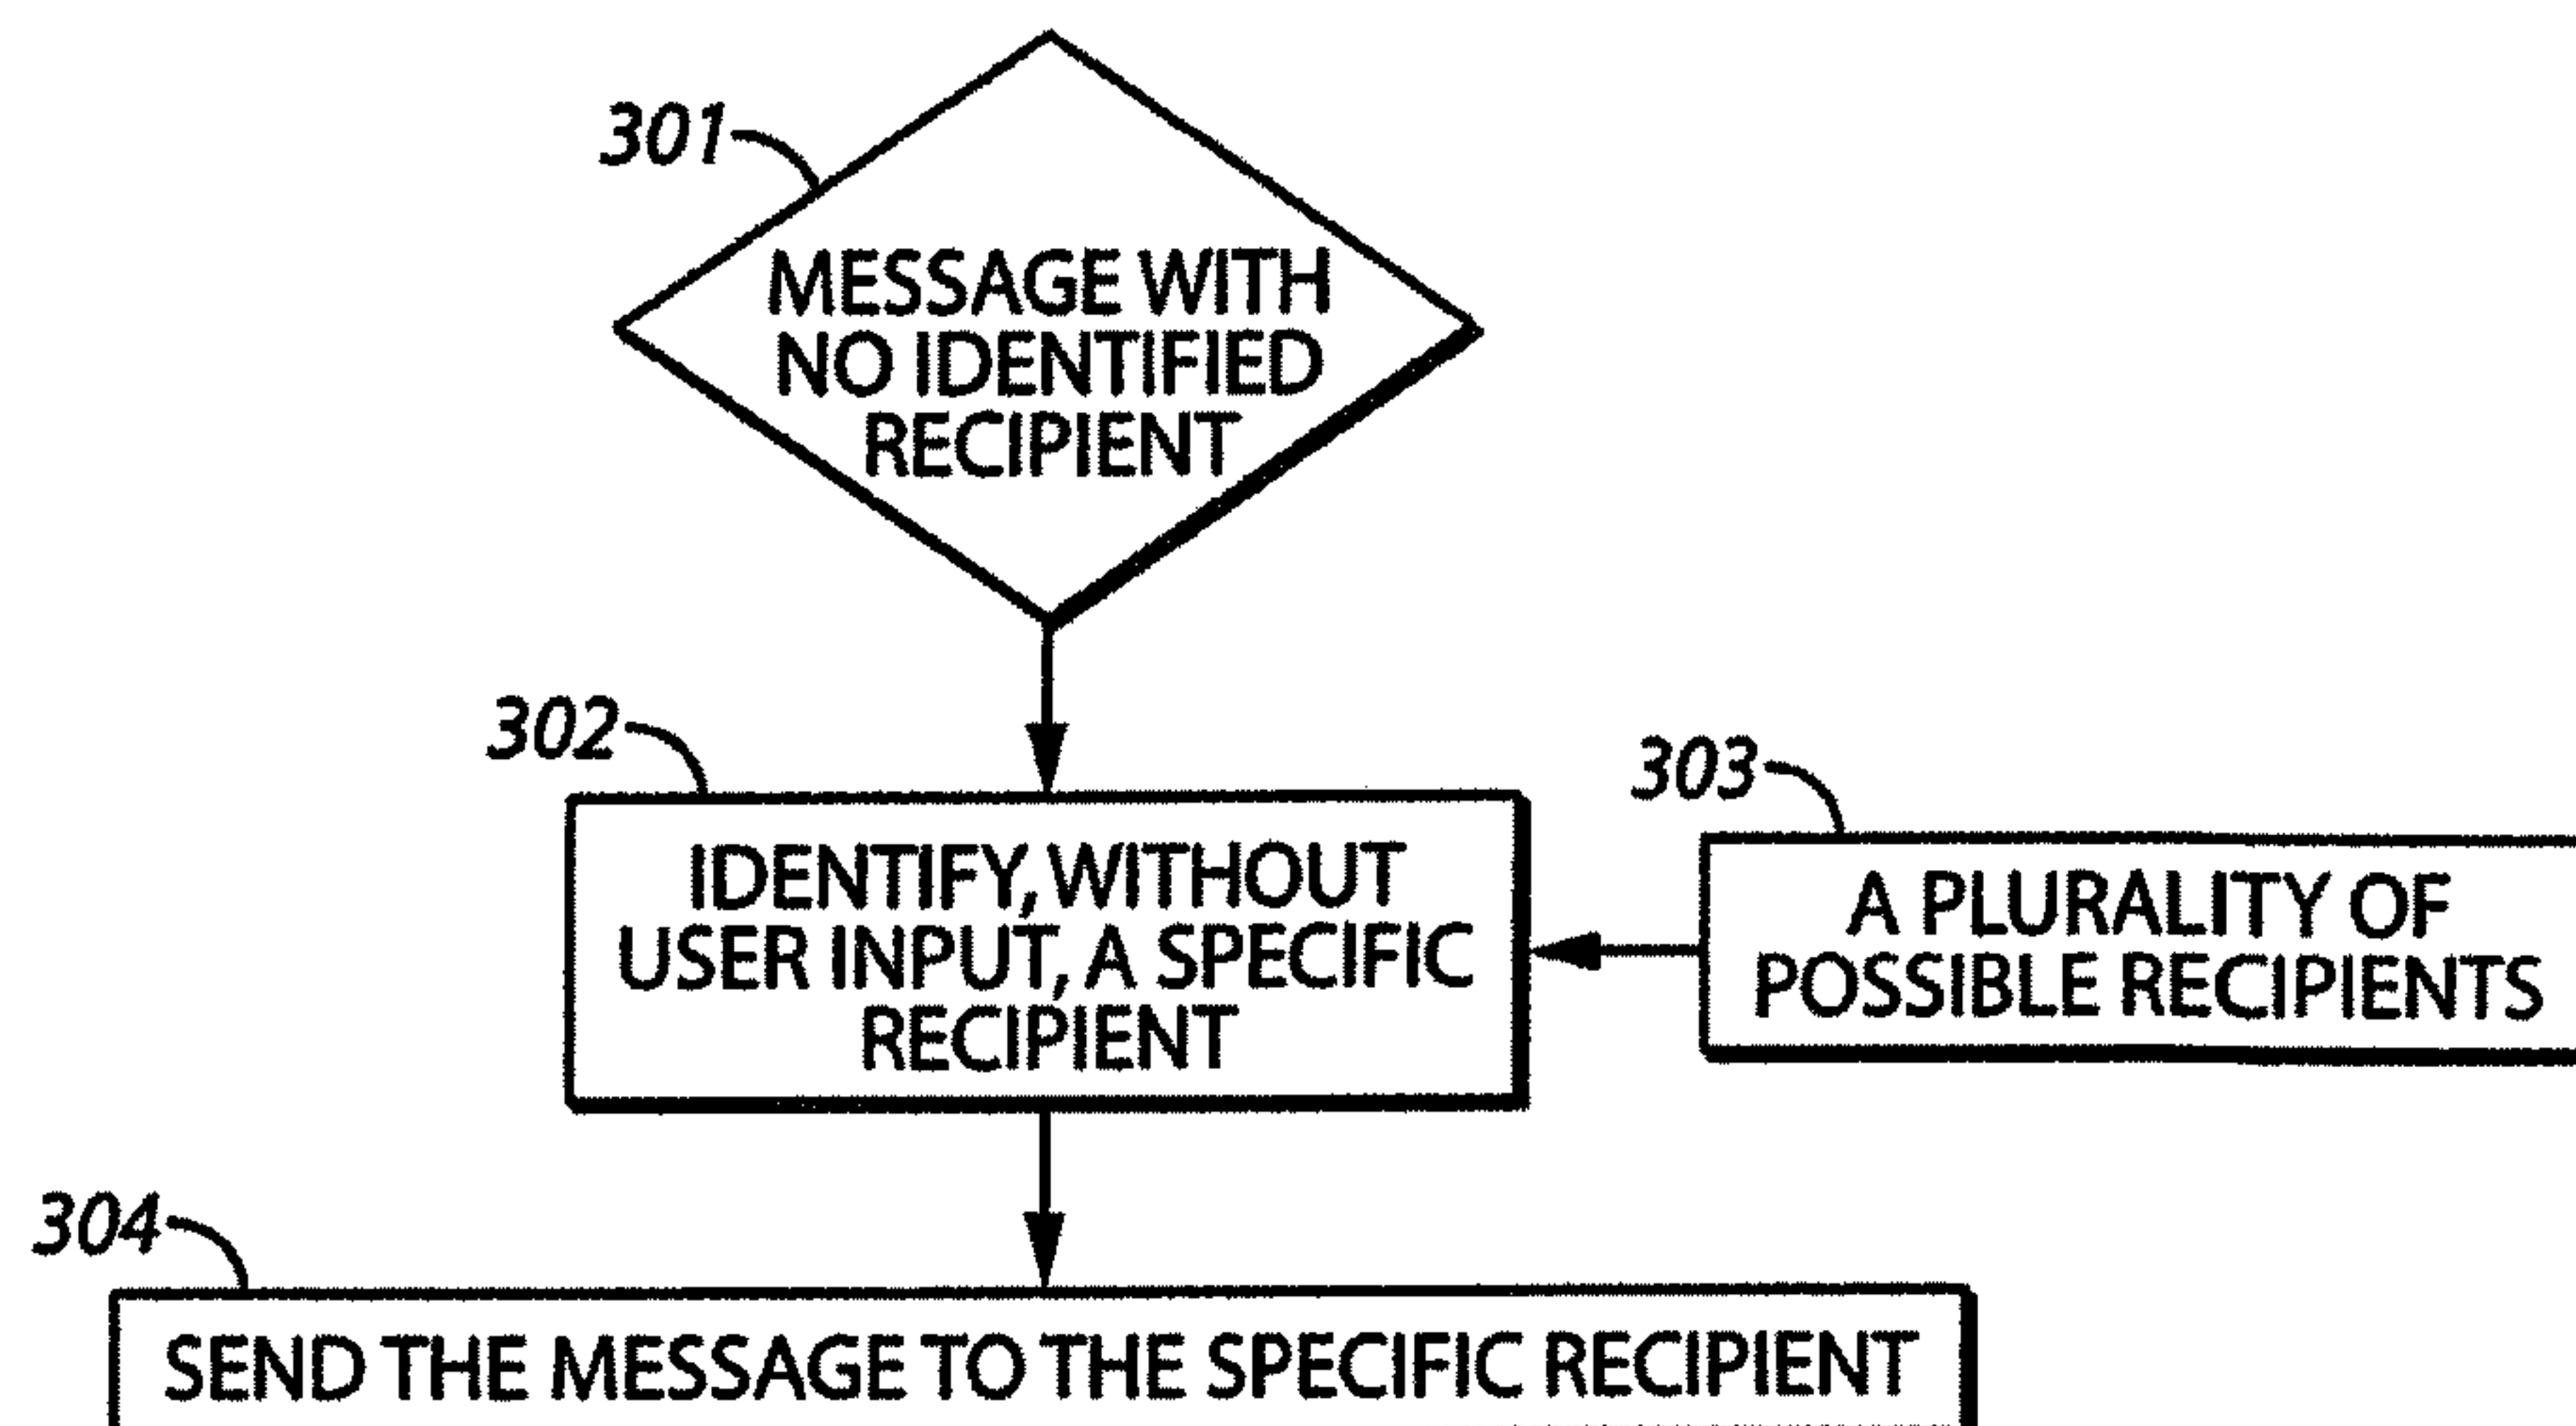 301
MESSAGE WITH
NO IDENTIFIED
RECIPIENT
302
IDENTIFY, WITHOUT
USER INPUT, A SPECIFIC
RECIPIENT
303
A PLURALITY OF
POSSIBLE RECIPIENTS
304
SEND THE MESSAGE TO THE SPECIFIC RECIPIENT